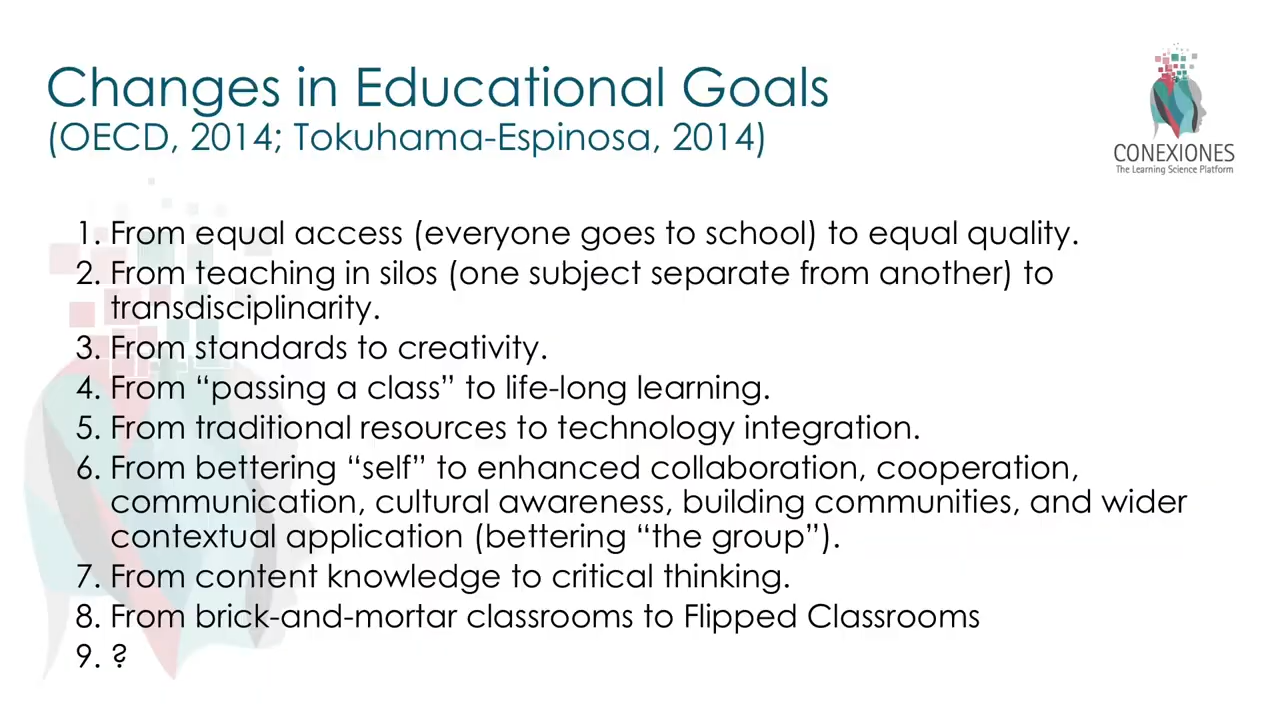 Changes in Educational Goals
(OECD, 2014; Tokuhama-Espinosa, 2014)
CONEXIONES
The Learning Science Platform
1. From equal access (everyone goes to school) to equal quality.
2. From teaching in silos (one subject separate from another) to
transdisciplinarity.
3. From standards to creativity.
4. From “passing a class” to life-long learning.
5. From traditional resources to technology integration.
6. From bettering “self” to enhanced collaboration, cooperation,
communication, cultural awareness, building communities, and wider
contextual application (bettering “the group”).
7. From content knowledge to critical thinking.
8. From brick-and-mortar classrooms to Flipped Classrooms
9. ?